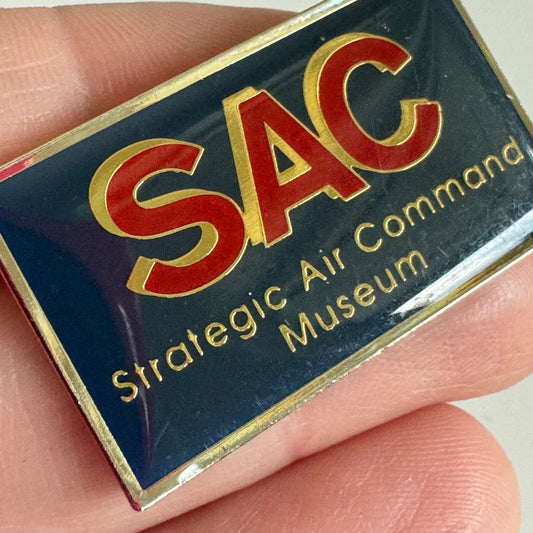 SAC
Strategic Air Command
Museum